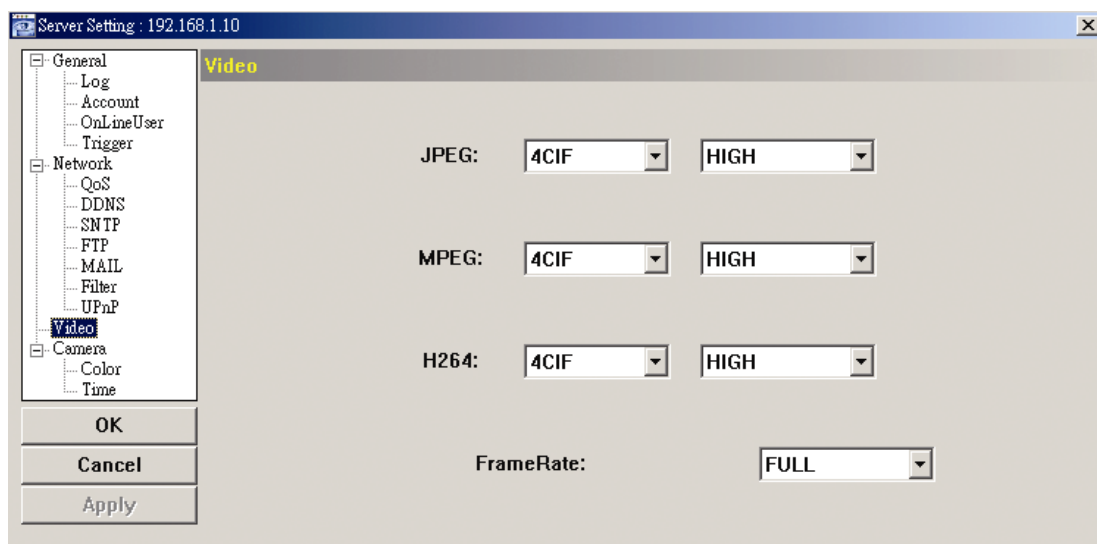 Server Setting : 192.168.1.10
General
Log
Account
OnLineUser
Trigger
Network
QoS
DDNS
SNTP
FTP
MAIL
Filter
UPnP
Video
Camera
Color
Time
OK
Cancel
Apply
Video
JPEG: 4CIF HIGH
MPEG: 4CIF HIGH
H264: 4CIF HIGH
FrameRate: FULL